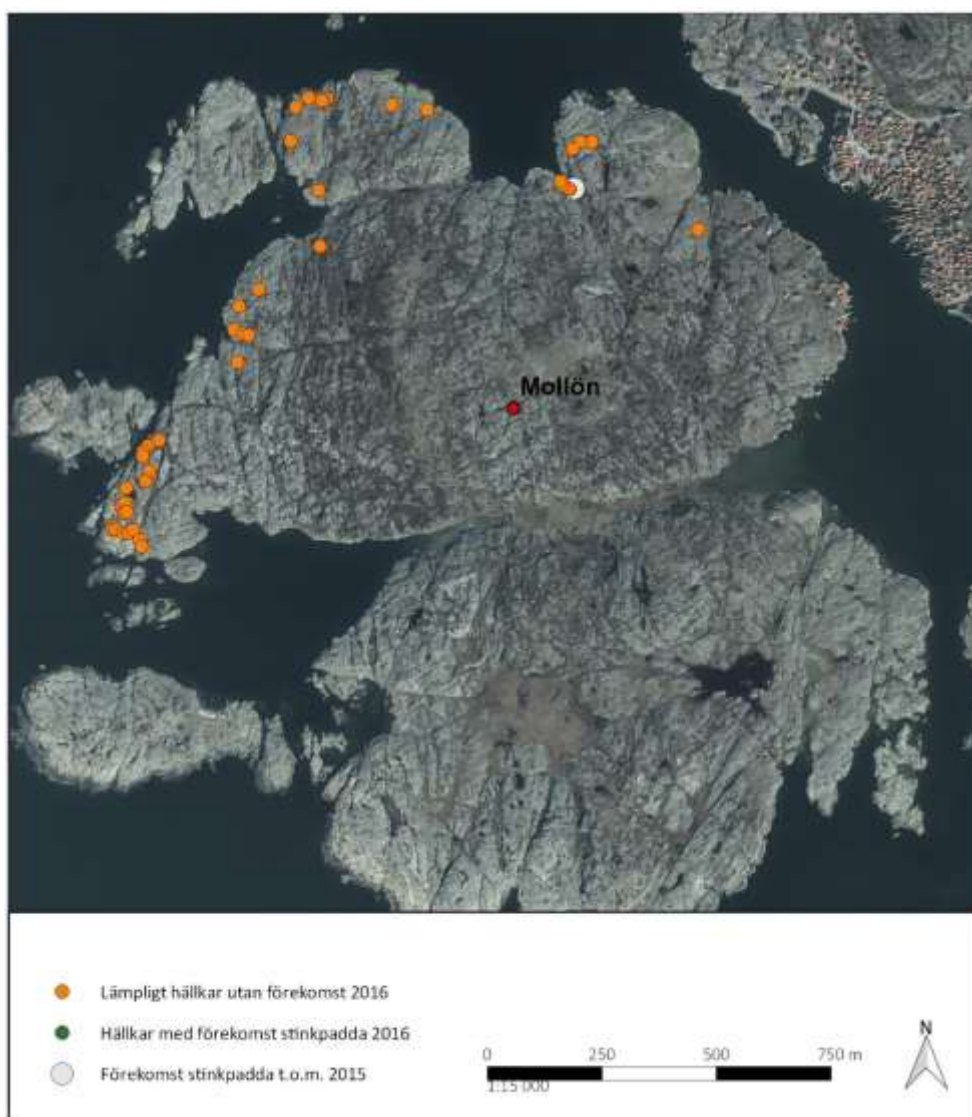 Mollön
Lämpligt hällkar utan förekomst 2016
Hällkar med förekomst stinkpadda 2016
Förekomst stinkpadda t.o.m. 2015
0 250 500 750 m
1:15 000
N